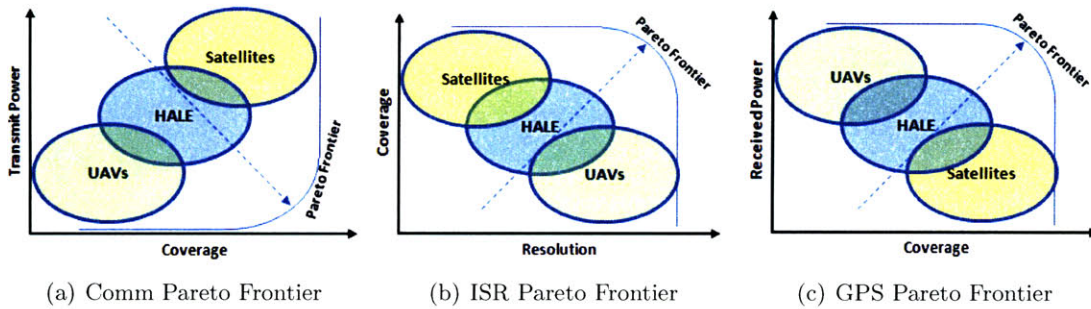 Transmit Power
Satellites
HALE
UAVs
Pareto Frontier
Coverage
(a) Comm Pareto Frontier
Coverage
Satellites
HALE
UAVs
Pareto Frontier
Resolution
(b) ISR Pareto Frontier
Received Power
UAVs
HALE
Satellites
Pareto Frontier
Coverage
(c) GPS Pareto Frontier